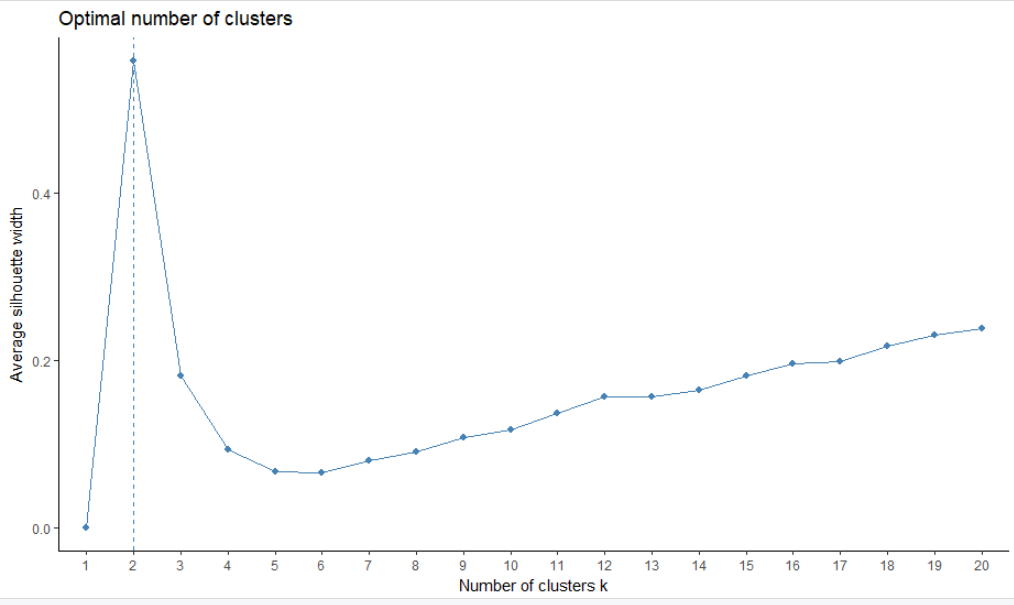 Optimal number of clusters
Average silhouette width
0.4
0.2
0.0
1 2 3 4 5 6 7 8 9 10 11 12 13 14 15 16 17 18 19 20
Number of clusters k